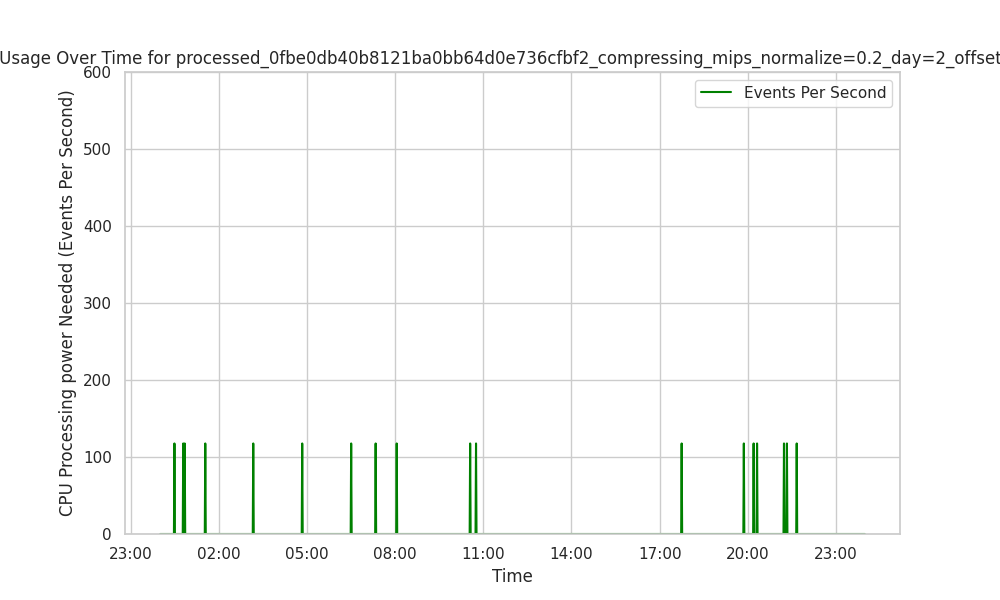 Usage Over Time for processed_0fbe0db40b8121ba0bb64d0e736cfbf2_compressing_mips_normalize=0.2_day=2_offset
Events Per Second
CPU Processing power Needed (Events Per Second)
600
500
400
300
200
100
0
23:00 02:00 05:00 08:00 11:00 14:00 17:00 20:00 23:00
Time